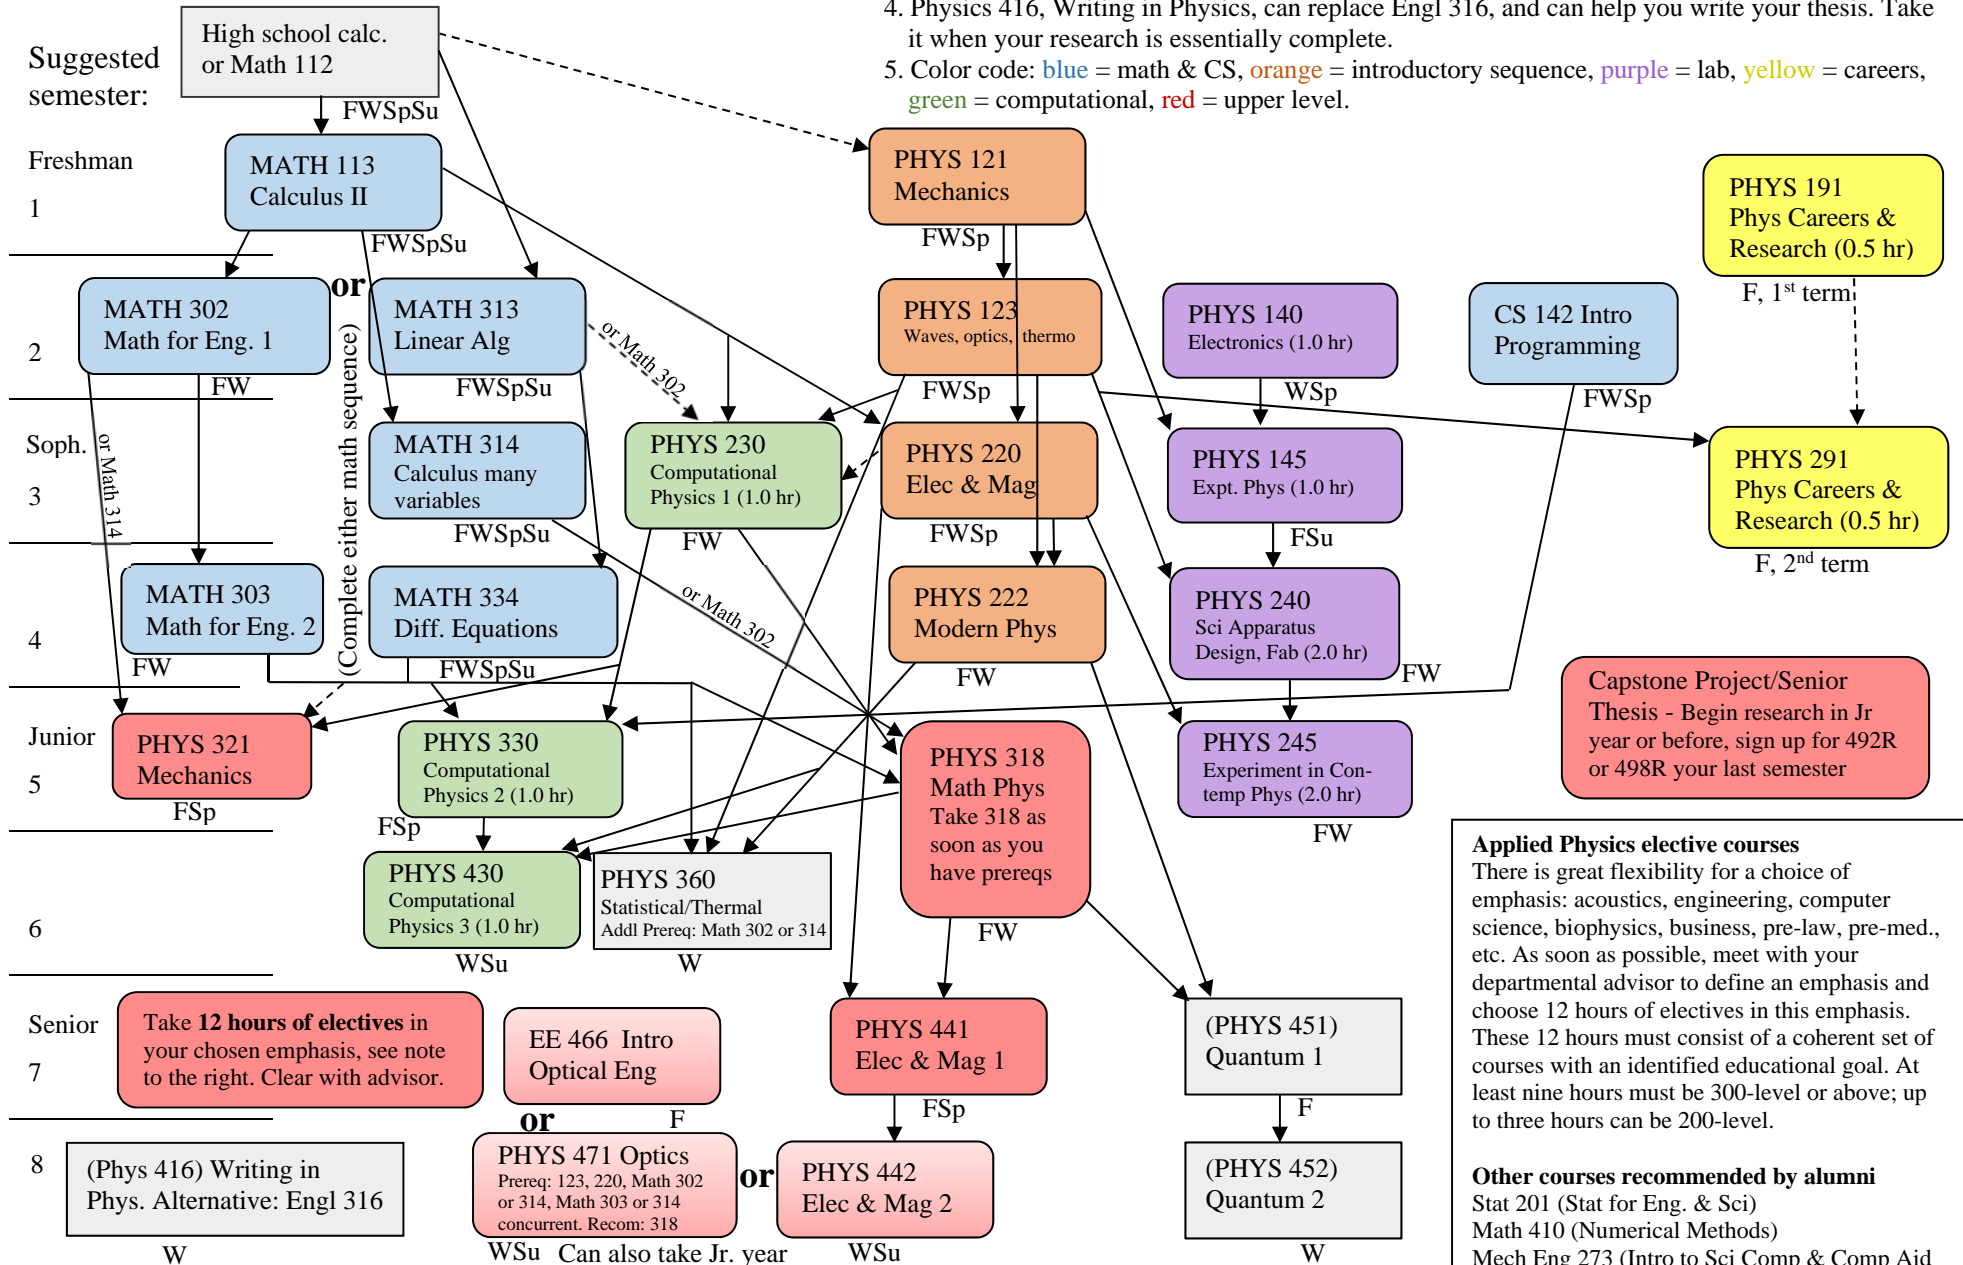 4. Physics 416, Writing in Physics, can replace Engl 316, and can help you write your thesis. Take
it when your research is essentially complete.
5. Color code: blue = math & CS, orange = introductory sequence, purple = lab, yellow = careers,
green = computational, red = upper level.
Suggested
semester:
High school calc.
or Math 112
FWSpSu
Freshman
1
MATH 113
Calculus II
FWSpSu
PHYS 121
Mechanics
FWSp
PHYS 191
Phys Careers &
Research (0.5 hr)
F, 1st term
2
MATH 302
Math for Eng. 1
FW
or
MATH 313
Linear Alg
FWSpSu
or Math 302
PHYS 123
Waves, optics, thermo
FWSp
PHYS 140
Electronics (1.0 hr)
WSp
CS 142 Intro
Programming
FWSp
(Complete either math sequence)
Soph.
3
or Math 314
MATH 314
Calculus many
variables
FWSpSu
PHYS 230
Computational
Physics 1 (1.0 hr)
FW
PHYS 220
Elec & Mag
FWSp
PHYS 145
Expt. Phys (1.0 hr)
FSu
PHYS 291
Phys Careers &
Research (0.5 hr)
F, 2nd term
4
MATH 303
Math for Eng. 2
FW
MATH 334
Diff. Equations
FWSpSu
or Math 302
PHYS 222
Modern Phys
FW
PHYS 240
Sci Apparatus
Design, Fab (2.0 hr)
FW
Capstone Project/Senior
Thesis - Begin research in Jr
year or before, sign up for 492R
or 498R your last semester
Junior
5
PHYS 321
Mechanics
FSp
PHYS 330
Computational
Physics 2 (1.0 hr)
FSp
PHYS 318
Math Phys
Take 318 as
soon as you
have prereqs
FW
PHYS 245
Experiment in Con-
temp Phys (2.0 hr)
FW
6
PHYS 430
Computational
Physics 3 (1.0 hr)
WSu
PHYS 360
Statistical/Thermal
Addl Prereq: Math 302 or 314
W
Senior
7
Take 12 hours of electives in
your chosen emphasis, see note
to the right. Clear with advisor.
EE 466 Intro
Optical Eng
F
or
PHYS 441
Elec & Mag 1
FSp
(PHYS 451)
Quantum 1
F
8
(Phys 416) Writing in
Phys. Alternative: Engl 316
W
PHYS 471 Optics
Prereq: 123, 220, Math 302
or 314, Math 303 or 314
concurrent. Recom: 318
WSu Can also take Jr. year
or
PHYS 442
Elec & Mag 2
WSu
(PHYS 452)
Quantum 2
W
Applied Physics elective courses
There is great flexibility for a choice of
emphasis: acoustics, engineering, computer
science, biophysics, business, pre-law, pre-med.,
etc. As soon as possible, meet with your
departmental advisor to define an emphasis and
choose 12 hours of electives in this emphasis.
These 12 hours must consist of a coherent set of
courses with an identified educational goal. At
least nine hours must be 300-level or above; up
to three hours can be 200-level.
Other courses recommended by alumni
Stat 201 (Stat for Eng. & Sci)
Math 410 (Numerical Methods)
Mech Eng 273 (Intro to Sci Comp & Comp Aid